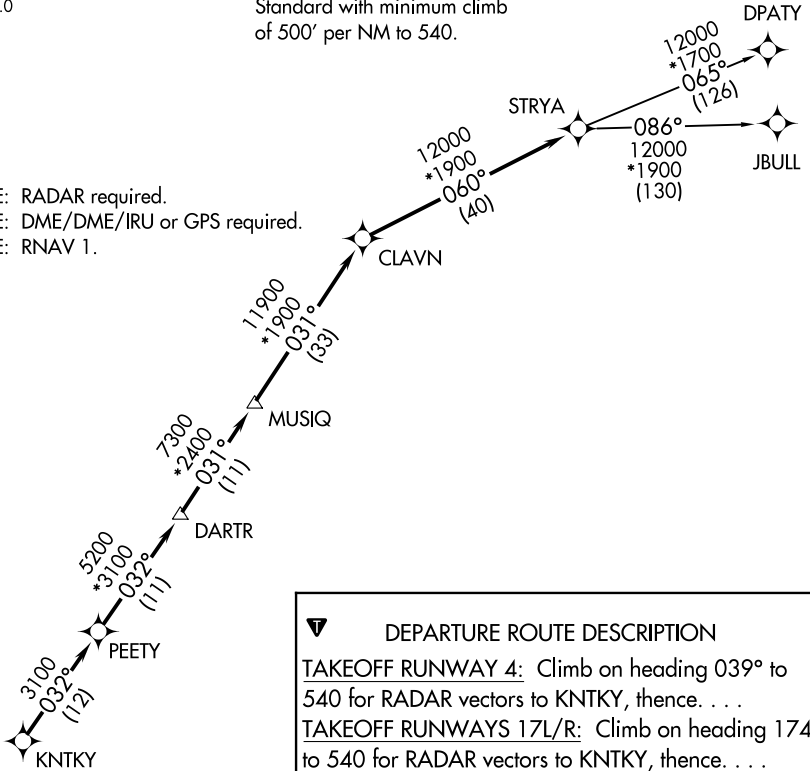 .0
Standard with minimum climb
of 500' per NM to 540.
DPATY
12000
*1700
065°
(126)
STRYA
086°
12000
*1900
(130)
JBULL
12000
*1900
060°
(40)
E: RADAR required.
E: DME/DME/IRU or GPS required.
E: RNAV 1.
CLAVN
11900
*1900
031°
(33)
MUSIQ
7300
*2400
031°
(11)
DARTR
5200
*3100
032°
(11)
PEETY
3100
032°
(12)
KNTKY
T
DEPARTURE ROUTE DESCRIPTION
TAKEOFF RUNWAY 4: Climb on heading 039° to
540 for RADAR vectors to KNTKY, thence. . . .
TAKEOFF RUNWAYS 17L/R: Climb on heading 174
to 540 for RADAR vectors to KNTKY, thence. . . .